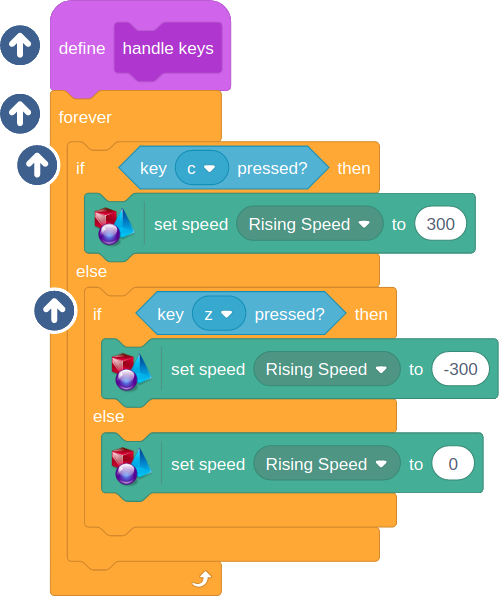 define handle keys
forever
if key c pressed? then
set speed Rising Speed to 300
else
if key z pressed? then
set speed Rising Speed to -300
else
set speed Rising Speed to 0